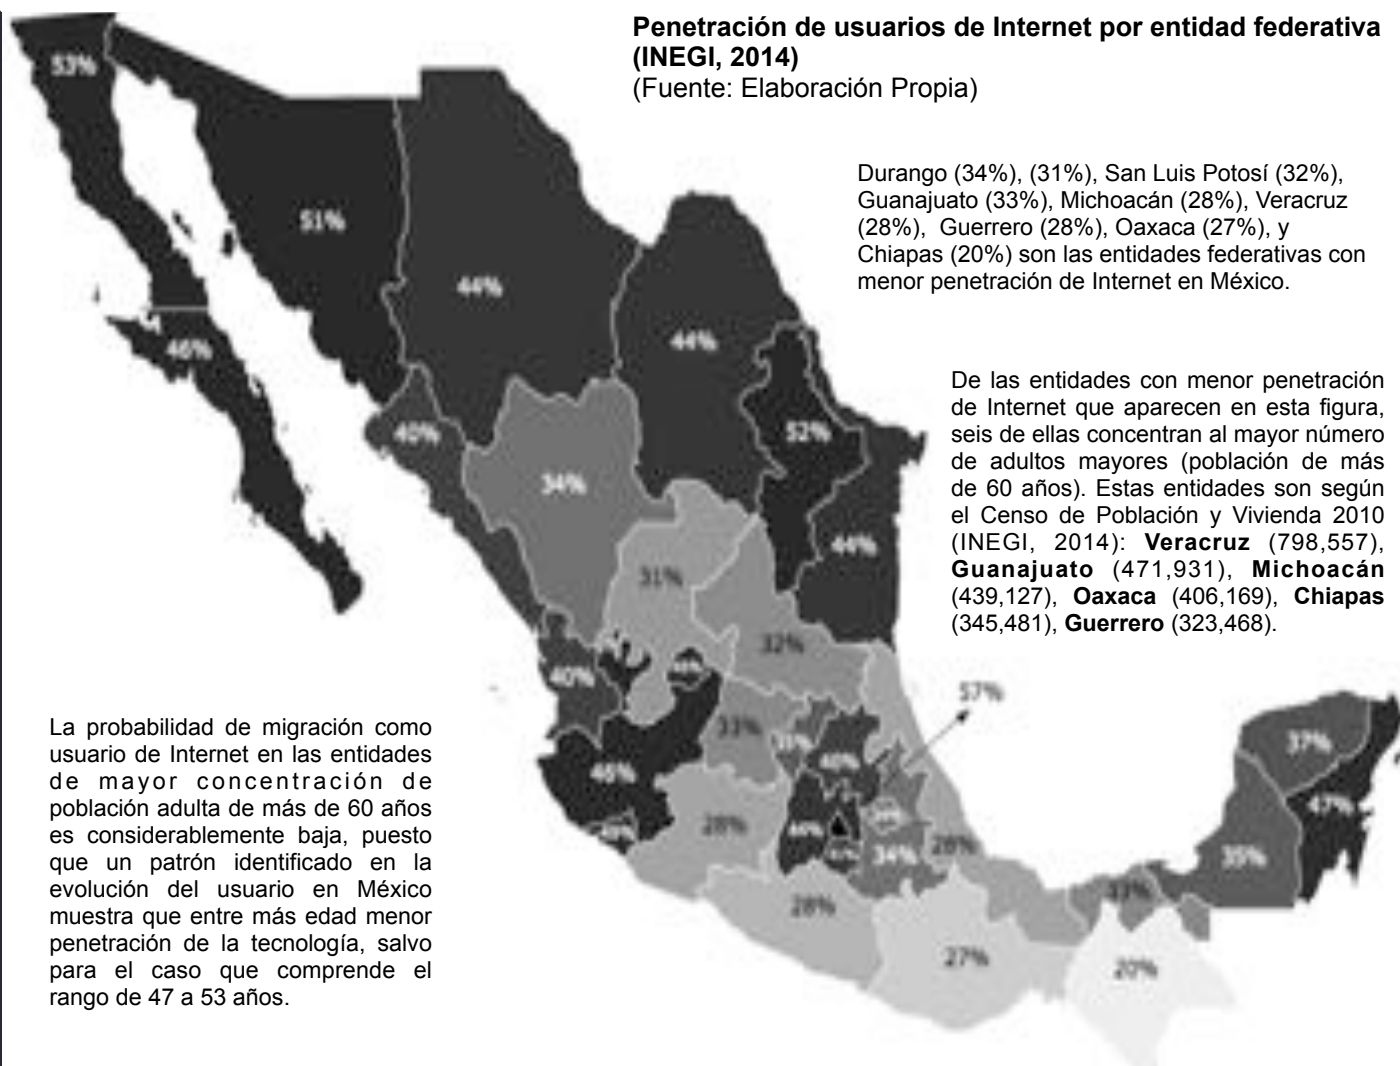 Penetración de usuarios de Internet por entidad federativa
(INEGI, 2014)
(Fuente: Elaboración Propia)
Durango (34%), (31%), San Luis Potosí (32%),
Guanajuato (33%), Michoacán (28%), Veracruz
(28%), Guerrero (28%), Oaxaca (27%), y
Chiapas (20%) son las entidades federativas con
menor penetración de Internet en México.
De las entidades con menor penetración
de Internet que aparecen en esta figura,
seis de ellas concentran al mayor número
de adultos mayores (población de más
de 60 años). Estas entidades son según
el Censo de Población y Vivienda 2010
(INEGI, 2014): Veracruz (798,557),
Guanajuato (471,931), Michoacán
(439,127), Oaxaca (406,169), Chiapas
(345,481), Guerrero (323,468).
La probabilidad de migración como
usuario de Internet en las entidades
de mayor concentración de
población adulta de más de 60 años
es considerablemente baja, puesto
que un patrón identificado en la
evolución del usuario en México
muestra que entre más edad menor
penetración de la tecnología, salvo
para el caso que comprende el
rango de 47 a 53 años.
53%
51%
44%
46%
44%
40%
52%
34%
44%
31%
32%
40%
57%
33%
40%
37%
46%
47%
28%
34%
28%
35%
33%
28%
27%
20%